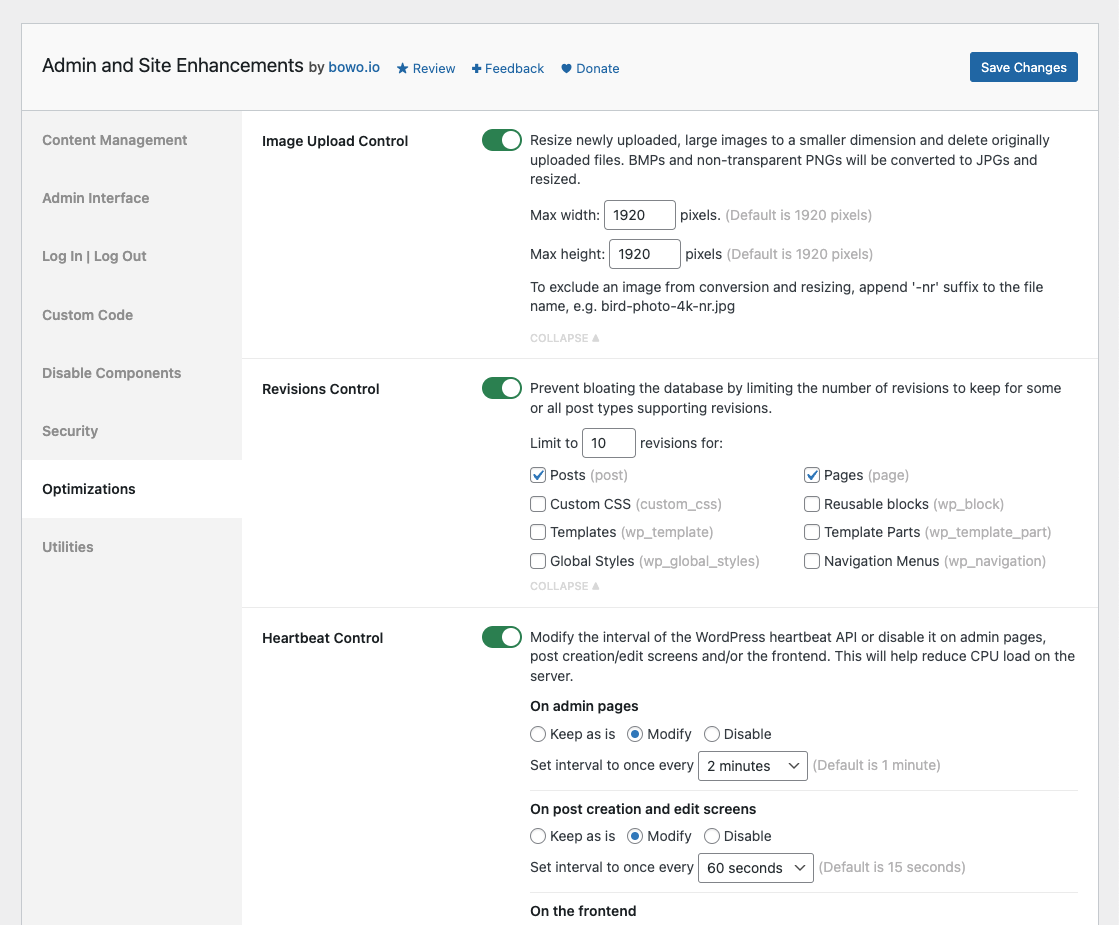 Admin and Site Enhancements by bowo.io Review Feedback Donate
Save Changes
Content Management
Admin Interface
Log In | Log Out
Custom Code
Disable Components
Security
Optimizations
Utilities
Image Upload Control
Resize newly uploaded, large images to a smaller dimension and delete originally
uploaded files. BMPs and non-transparent PNGs will be converted to JPGs and
resized.
Max width: 1920 pixels. (Default is 1920 pixels)
Max height: 1920 pixels (Default is 1920 pixels)
To exclude an image from conversion and resizing, append '-nr' suffix to the file
name, e.g. bird-photo-4k-nr.jpg
COLLAPSE ▲
Revisions Control
Prevent bloating the database by limiting the number of revisions to keep for some
or all post types supporting revisions.
Limit to 10 revisions for:
Posts (post)
Pages (page)
Custom CSS (custom_css)
Reusable blocks (wp_block)
Templates (wp_template)
Template Parts (wp_template_part)
Global Styles (wp_global_styles)
Navigation Menus (wp_navigation)
COLLAPSE ▲
Heartbeat Control
Modify the interval of the WordPress heartbeat API or disable it on admin pages,
post creation/edit screens and/or the frontend. This will help reduce CPU load on the
server.
On admin pages
Keep as is Modify Disable
Set interval to once every 2 minutes (Default is 1 minute)
On post creation and edit screens
Keep as is Modify Disable
Set interval to once every 60 seconds (Default is 15 seconds)
On the frontend